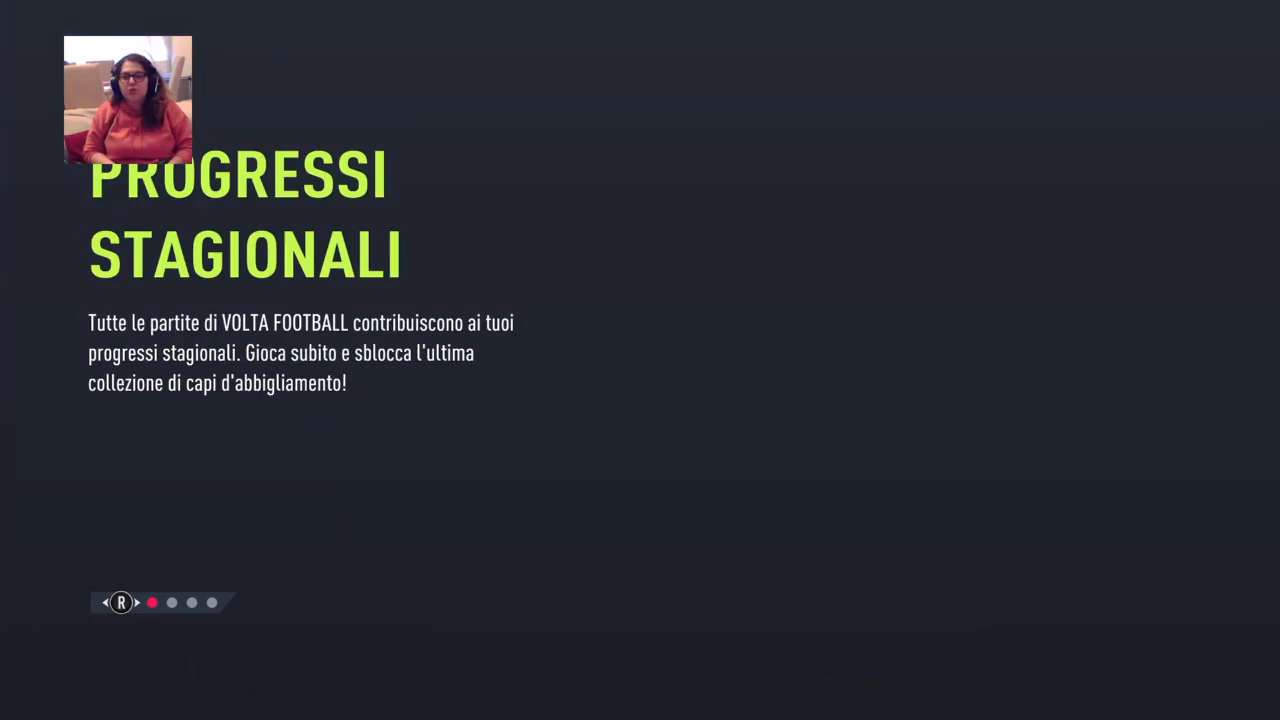 PROGRESSI
STAGIONALI
Tutte le partite di VOLTA FOOTBALL contribuiscono ai tuoi
progressi stagionali. Gioca subito e sblocca l'ultima
collezione di capi d'abbigliamento!
R